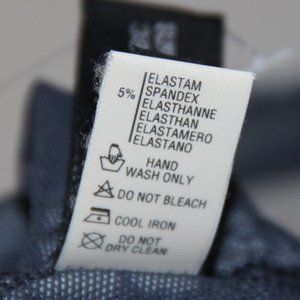 5%
ELASTAM
SPANDEX
ELASTHANNE
ELASTHAN
ELASTAMERO
ELASTANO
HAND
WASH ONLY
DO NOT BLEACH
COOL IRON
DO NOT
DRY CLEAN